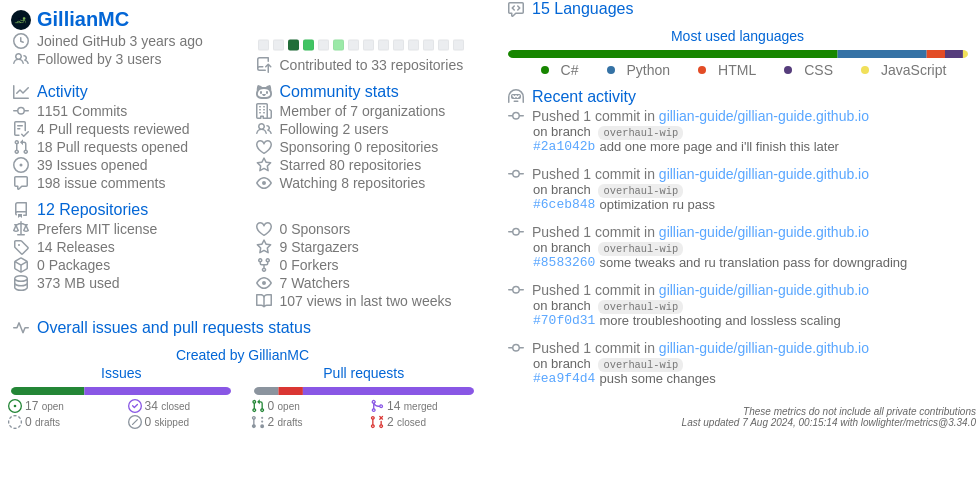 GillianMC
Joined GitHub 3 years ago
Followed by 3 users
Contributed to 33 repositories
Activity
1151 Commits
4 Pull requests reviewed
18 Pull requests opened
39 Issues opened
198 issue comments
Community stats
Member of 7 organizations
Following 2 users
Sponsoring 0 repositories
Starred 80 repositories
Watching 8 repositories
12 Repositories
Prefers MIT license
14 Releases
0 Packages
373 MB used
0 Sponsors
9 Stargazers
0 Forkers
7 Watchers
107 views in last two weeks
Overall issues and pull requests status
Created by GillianMC
Issues
17 open
34 closed
0 drafts
0 skipped
Pull requests
0 open
14 merged
2 drafts
2 closed
15 Languages
Most used languages
C# Python HTML CSS JavaScript
Recent activity
Pushed 1 commit in gillian-guide/gillian-guide.github.io
on branch overhaul-wip
#2a1042b add one more page and i'll finish this later
Pushed 1 commit in gillian-guide/gillian-guide.github.io
on branch overhaul-wip
#6ceb848 optimization ru pass
Pushed 1 commit in gillian-guide/gillian-guide.github.io
on branch overhaul-wip
#8583260 some tweaks and ru translation pass for downgrading
Pushed 1 commit in gillian-guide/gillian-guide.github.io
on branch overhaul-wip
#70f0d31 more troubleshooting and lossless scaling
Pushed 1 commit in gillian-guide/gillian-guide.github.io
on branch overhaul-wip
#ea9f4d4 push some changes
These metrics do not include all private contributions
Last updated 7 Aug 2024, 00:15:14 with lowlighter/metrics@3.34.0